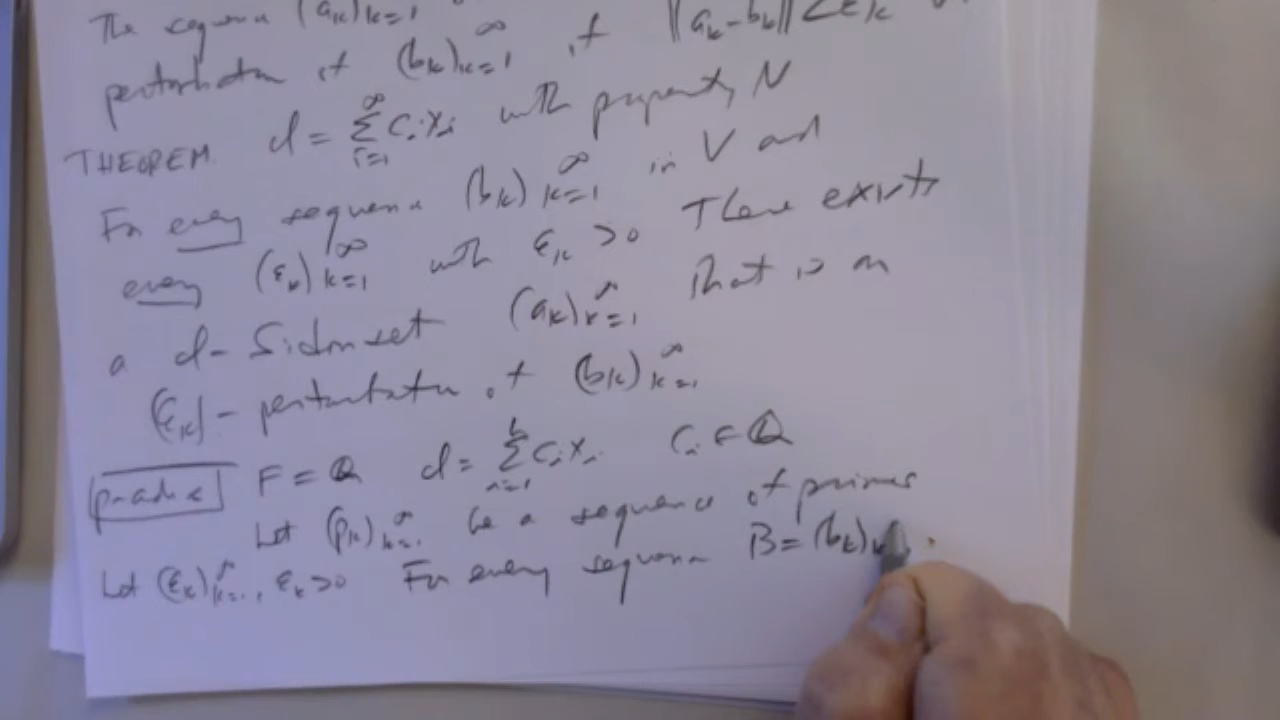 The sequence (a_k)_{k=1}
perturbation of (b_k)_{k=1}^∞ if ||a_k - b_k|| < ε_k
THEOREM d = Σ_{i=1}^∞ c_i x_i with property N
For every sequence (b_k)_{k=1}^∞ in V and
every (ε_k)_{k=1}^∞ with ε_k > 0 There exists
a d-Sidon set (a_k)_{k=1}^∞ that is an
(ε_k)-perturbation of (b_k)_{k=1}^∞
p-adic F = Q d = Σ_{i=1}^h c_i x_i c_i ∈ Q
Let (p_k)_{k=1}^∞ be a sequence of primes
Let (ε_k)_{k=1}^∞, ε_k > 0 For every sequence B = (b_k)_k